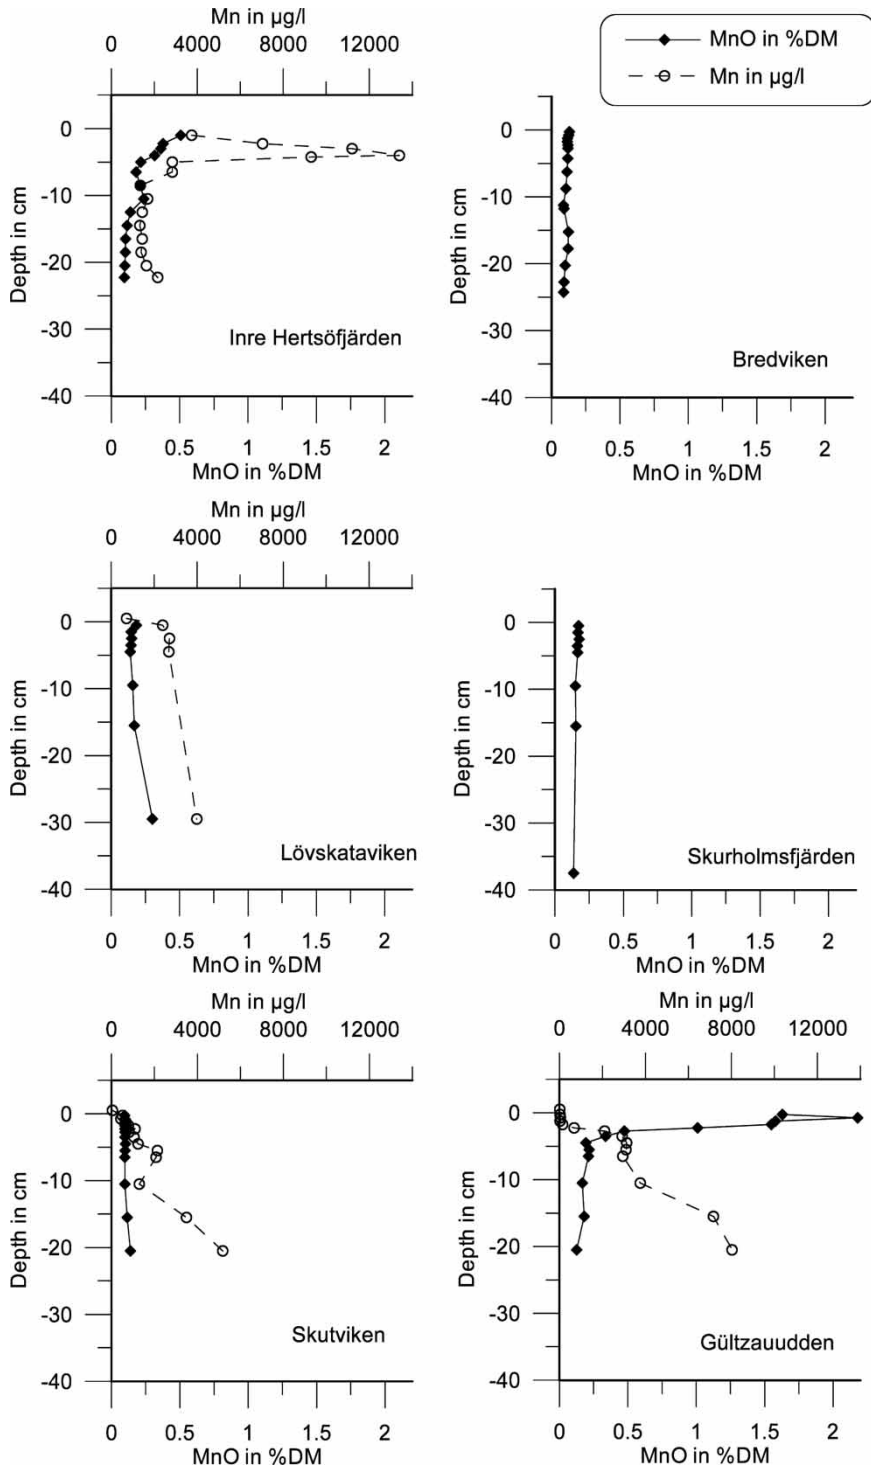 Mn in µg/l
0 4000 8000 12000
MnO in %DM
Mn in µg/l
0
-10
-20
-30
-40
Depth in cm
Inre Hertsöfjärden
0 0.5 1 1.5 2
MnO in %DM
0
-10
-20
-30
-40
Depth in cm
Bredviken
0 0.5 1 1.5 2
MnO in %DM
Mn in µg/l
0 4000 8000 12000
0
-10
-20
-30
-40
Depth in cm
Lövskataviken
0 0.5 1 1.5 2
MnO in %DM
0
-10
-20
-30
-40
Depth in cm
Skurholmsfjärden
0 0.5 1 1.5 2
MnO in %DM
Mn in µg/l
0 4000 8000 12000
0
-10
-20
-30
-40
Depth in cm
Skutviken
0 0.5 1 1.5 2
MnO in %DM
Mn in µg/l
0 4000 8000 12000
0
-10
-20
-30
-40
Depth in cm
Gültzauudden
0 0.5 1 1.5 2
MnO in %DM